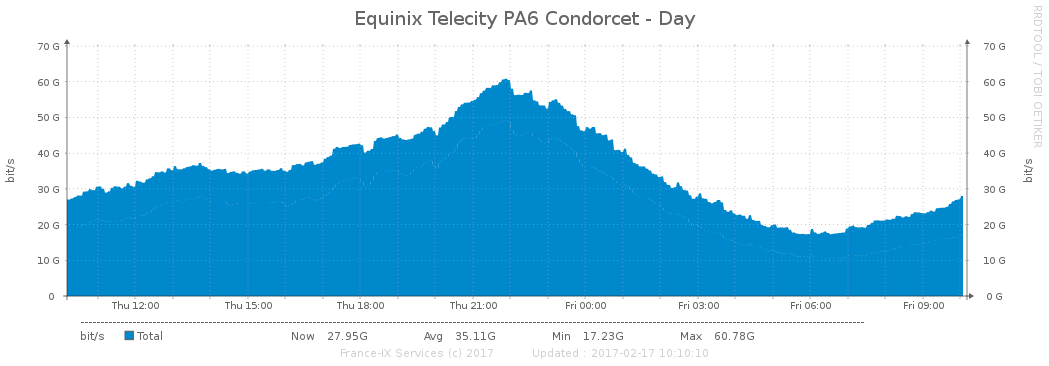 Equinix Telecity PA6 Condorcet - Day
RRDTOOL / TOBI OETIKER
70 G 70 G
60 G 60 G
50 G 50 G
40 G 40 G
30 G 30 G
20 G 20 G
10 G 10 G
0 0 G
bit/s bit/s
Thu 12:00 Thu 15:00 Thu 18:00 Thu 21:00 Fri 00:00 Fri 03:00 Fri 06:00 Fri 09:00
bit/s Total Now 27.95G Avg 35.11G Min 17.23G Max 60.78G
France-IX Services (c) 2017 Updated : 2017-02-17 10:10:10